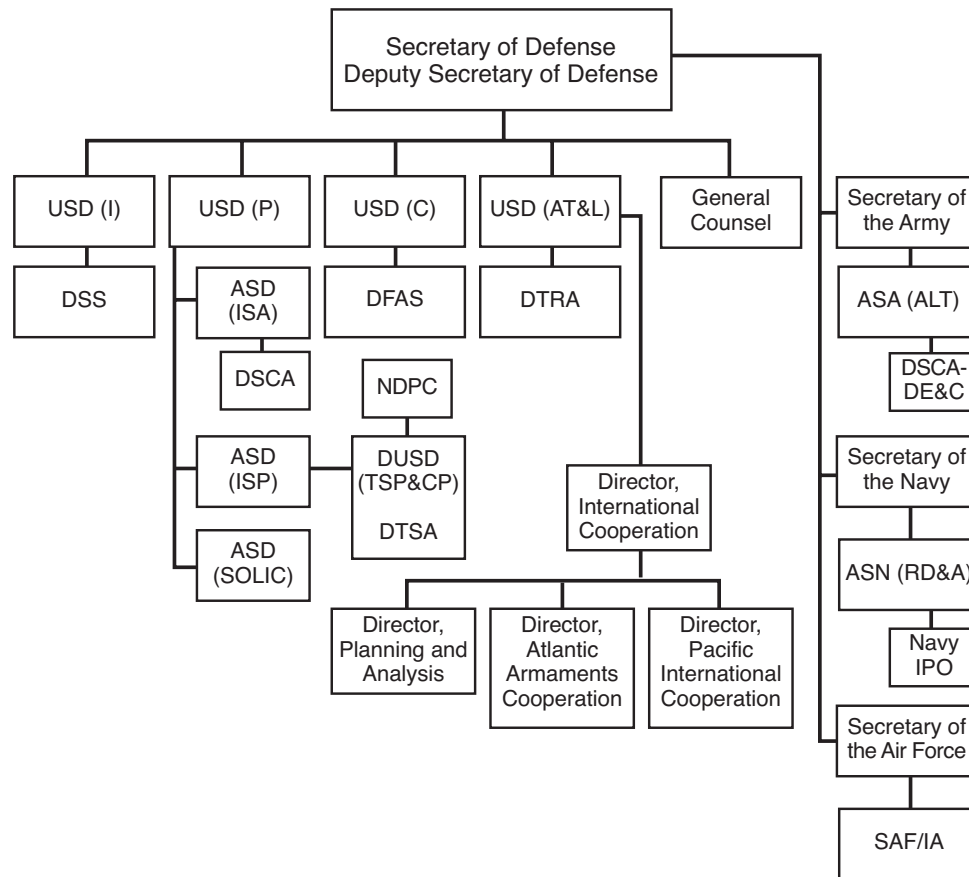 Secretary of Defense
Deputy Secretary of Defense
USD (I)
USD (P)
USD (C)
USD (AT&L)
General
Counsel
Secretary of
the Army
DSS
ASD
(ISA)
DFAS
DTRA
ASA (ALT)
DSCA
NDPC
DSCA-
DE&C
ASD
(ISP)
DUSD
(TSP&CP)
DTSA
Director,
International
Cooperation
Secretary of
the Navy
ASD
(SOLIC)
ASN (RD&A)
Director,
Planning and
Analysis
Director,
Atlantic
Armaments
Cooperation
Director,
Pacific
International
Cooperation
Navy
IPO
Secretary of
the Air Force
SAF/IA